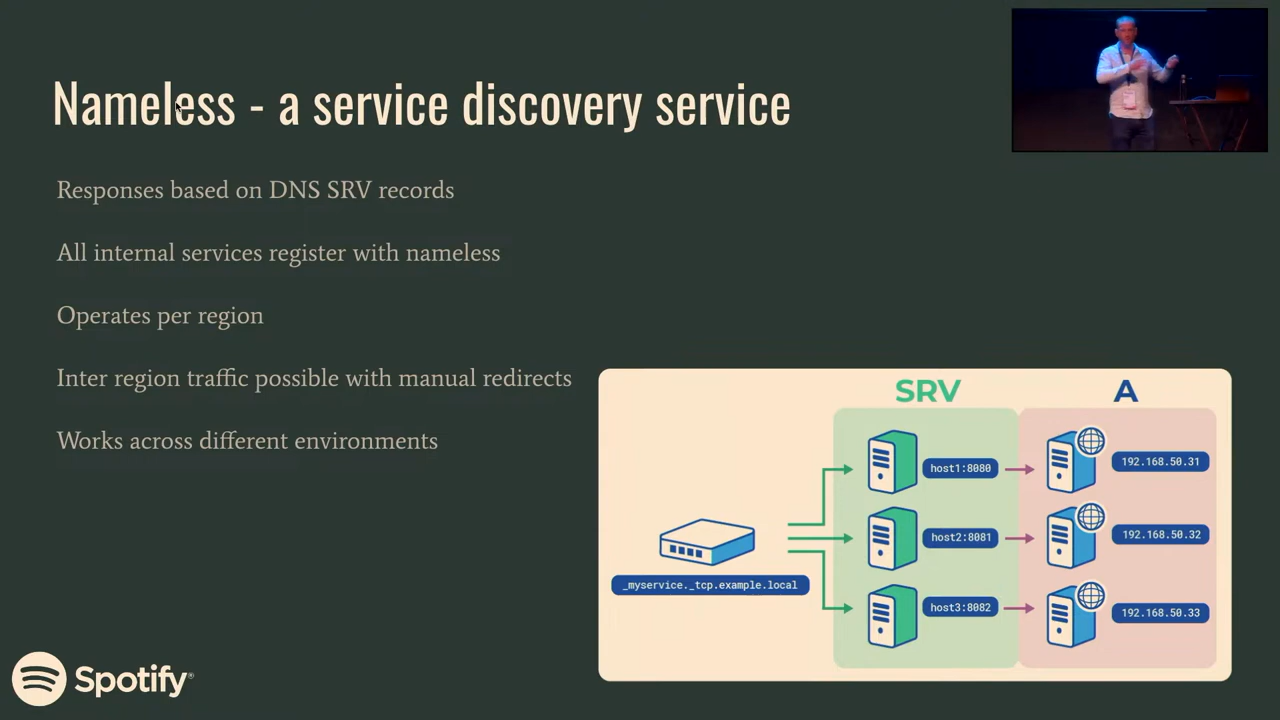 Nameless - a service discovery service
Responses based on DNS SRV records
All internal services register with nameless
Operates per region
Inter region traffic possible with manual redirects
Works across different environments
SRV
A
_myservice._tcp.example.local
host1:8080
192.168.50.31
host2:8081
192.168.50.32
host3:8082
192.168.50.33
Spotify®